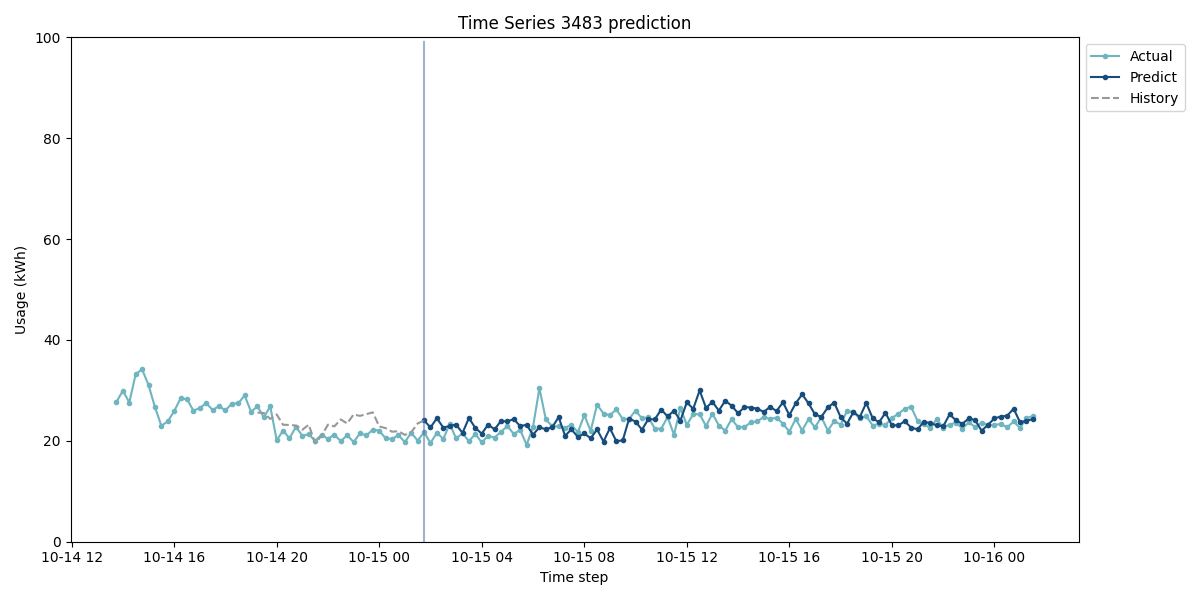 Time Series 3483 prediction
100
80
60
40
20
0
Usage (kWh)
10-14 12
10-14 16
10-14 20
10-15 00
10-15 04
10-15 08
10-15 12
10-15 16
10-15 20
10-16 00
Time step
Actual
Predict
History